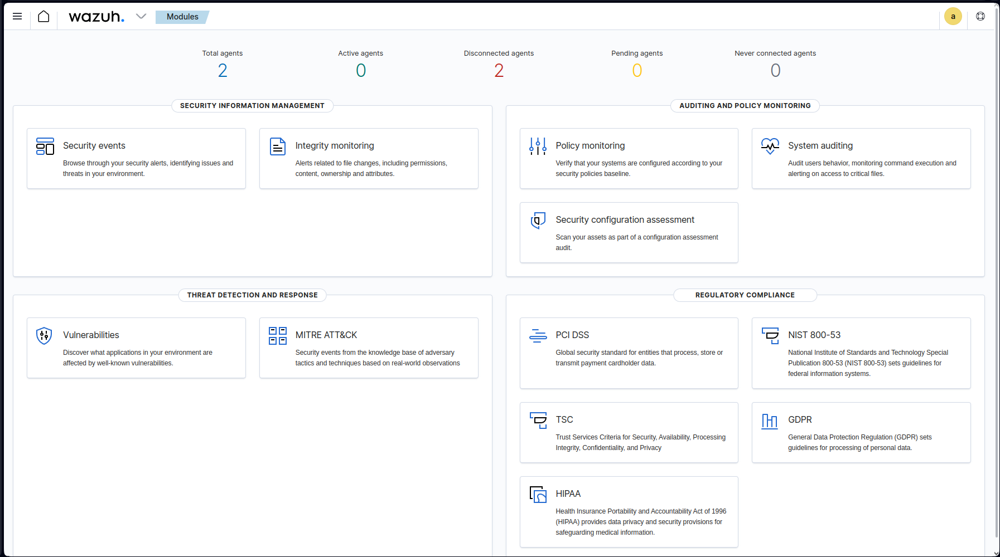 wazuh.
Modules
a
Total agents
2
Active agents
0
Disconnected agents
2
Pending agents
0
Never connected agents
0
SECURITY INFORMATION MANAGEMENT
Security events
Browse through your security alerts, identifying issues and
threats in your environment.
Integrity monitoring
Alerts related to file changes, including permissions,
content, ownership and attributes.
AUDITING AND POLICY MONITORING
Policy monitoring
Verify that your systems are configured according to your
security policies baseline.
System auditing
Audit users behavior, monitoring command execution and
alerting on access to critical files.
Security configuration assessment
Scan your assets as part of a configuration assessment
audit.
THREAT DETECTION AND RESPONSE
Vulnerabilities
Discover what applications in your environment are
affected by well-known vulnerabilities.
MITRE ATT&CK
Security events from the knowledge base of adversary
tactics and techniques based on real-world observations
REGULATORY COMPLIANCE
PCI DSS
Global security standard for entities that process, store or
transmit payment cardholder data.
NIST 800-53
National Institute of Standards and Technology Special
Publication 800-53 (NIST 800-53) sets guidelines for
federal information systems.
TSC
Trust Services Criteria for Security, Availability, Processing
Integrity, Confidentiality, and Privacy
GDPR
General Data Protection Regulation (GDPR) sets
guidelines for processing of personal data.
HIPAA
Health Insurance Portability and Accountability Act of 1996
(HIPAA) provides data privacy and security provisions for
safeguarding medical information.